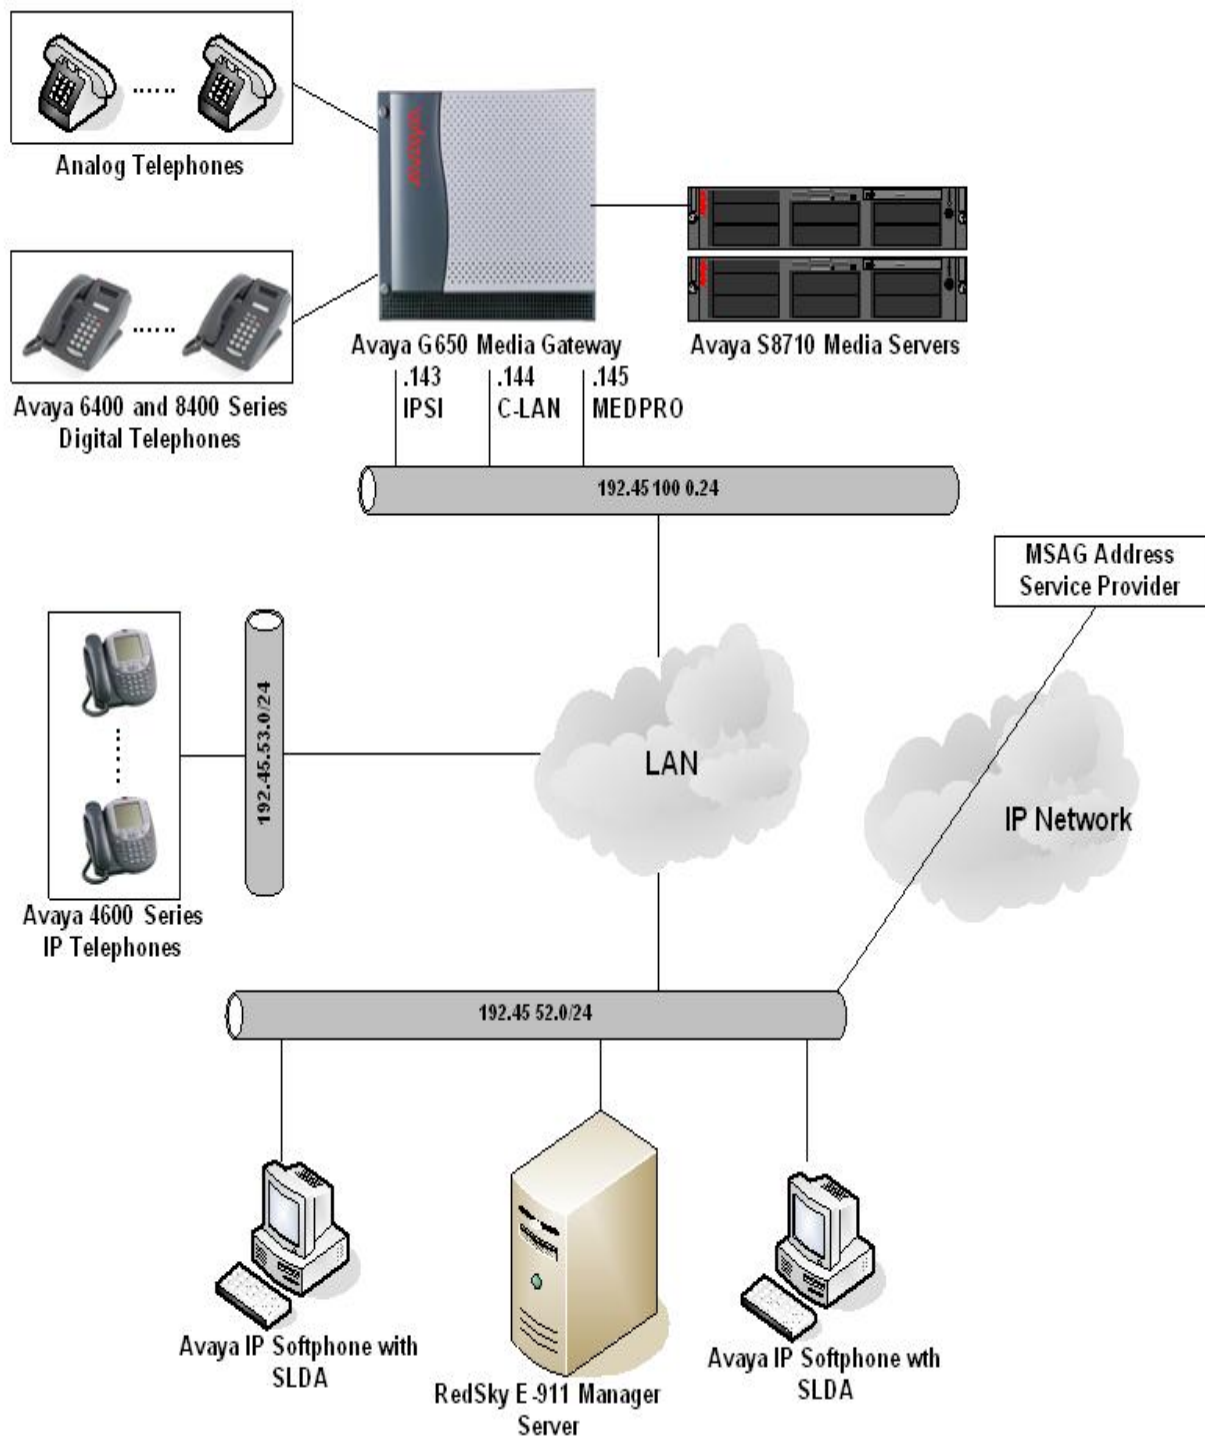 Analog Telephones
AVAYA
Avaya 6400 and 8400 Series
Digital Telephones
Avaya G650 Media Gateway
Avaya S8710 Media Servers
.143
IPSI
.144
C-LAN
.145
MEDPRO
192.45 100 0.24
MSAG Address
Service Provider
192.45.53.0/24
LAN
IP Network
Avaya 4600 Series
IP Telephones
192.45 52.0/24
Avaya IP Softphone with
SLDA
RedSky E-911 Manager
Server
Avaya IP Softphone wth
SLDA